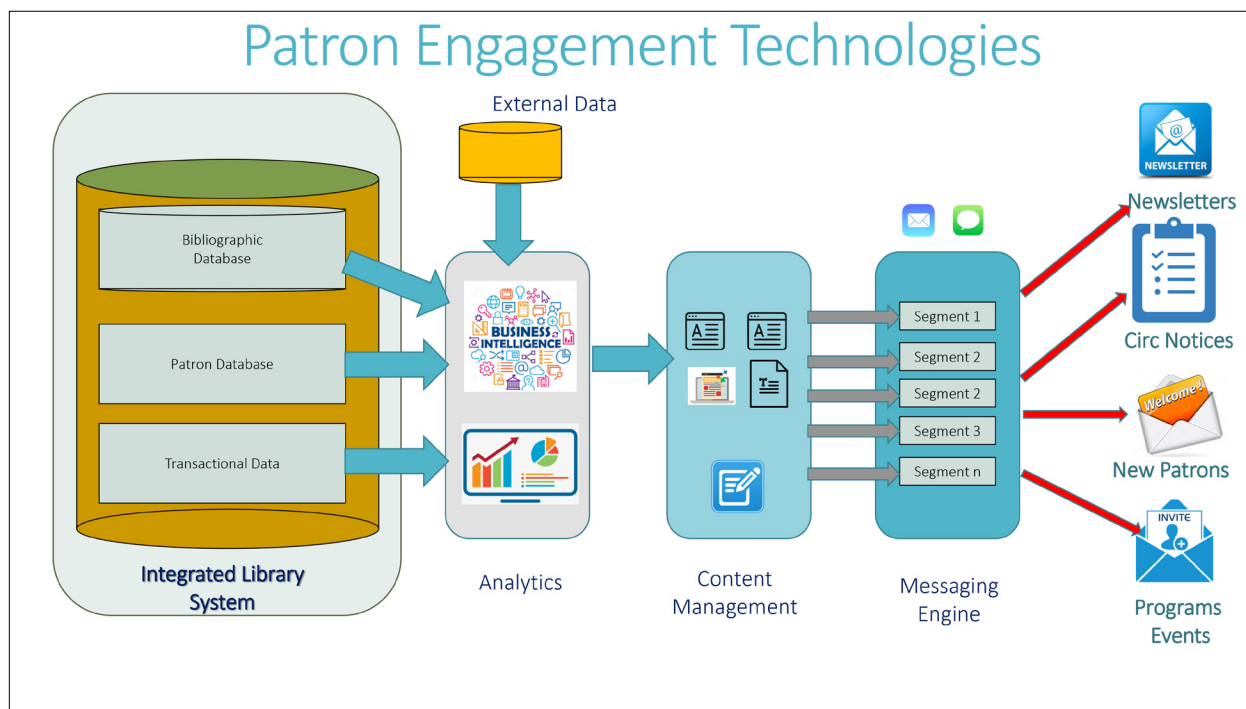 Patron Engagement Technologies
External Data
Bibliographic
Database
Patron Database
Transactional Data
Integrated Library
System
BUSINESS
INTELLIGENCE
Analytics
A
A
T
Content
Management
Segment 1
Segment 2
Segment 2
Segment 3
Segment n
Messaging
Engine
@
NEWSLETTER
Newsletters
Circ Notices
Welcome!
New Patrons
INVITE
Programs
Events